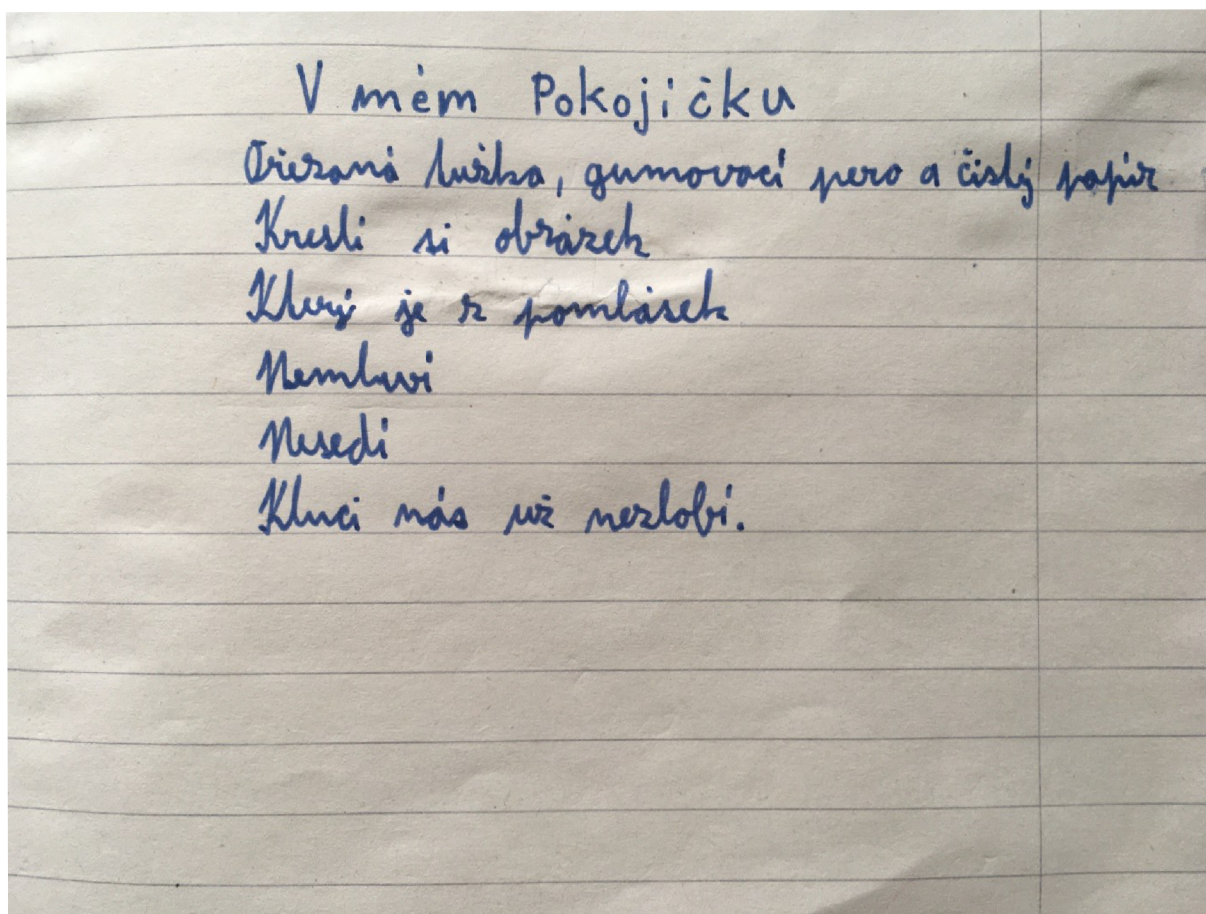 V mém Pokojíčku
Ořezaná tužka, gumovací pero a čistý papír
Kreslí si obrázek
Který je z pomlásek
Nemluví
Nesedí
Kluci nás už nezlobí.